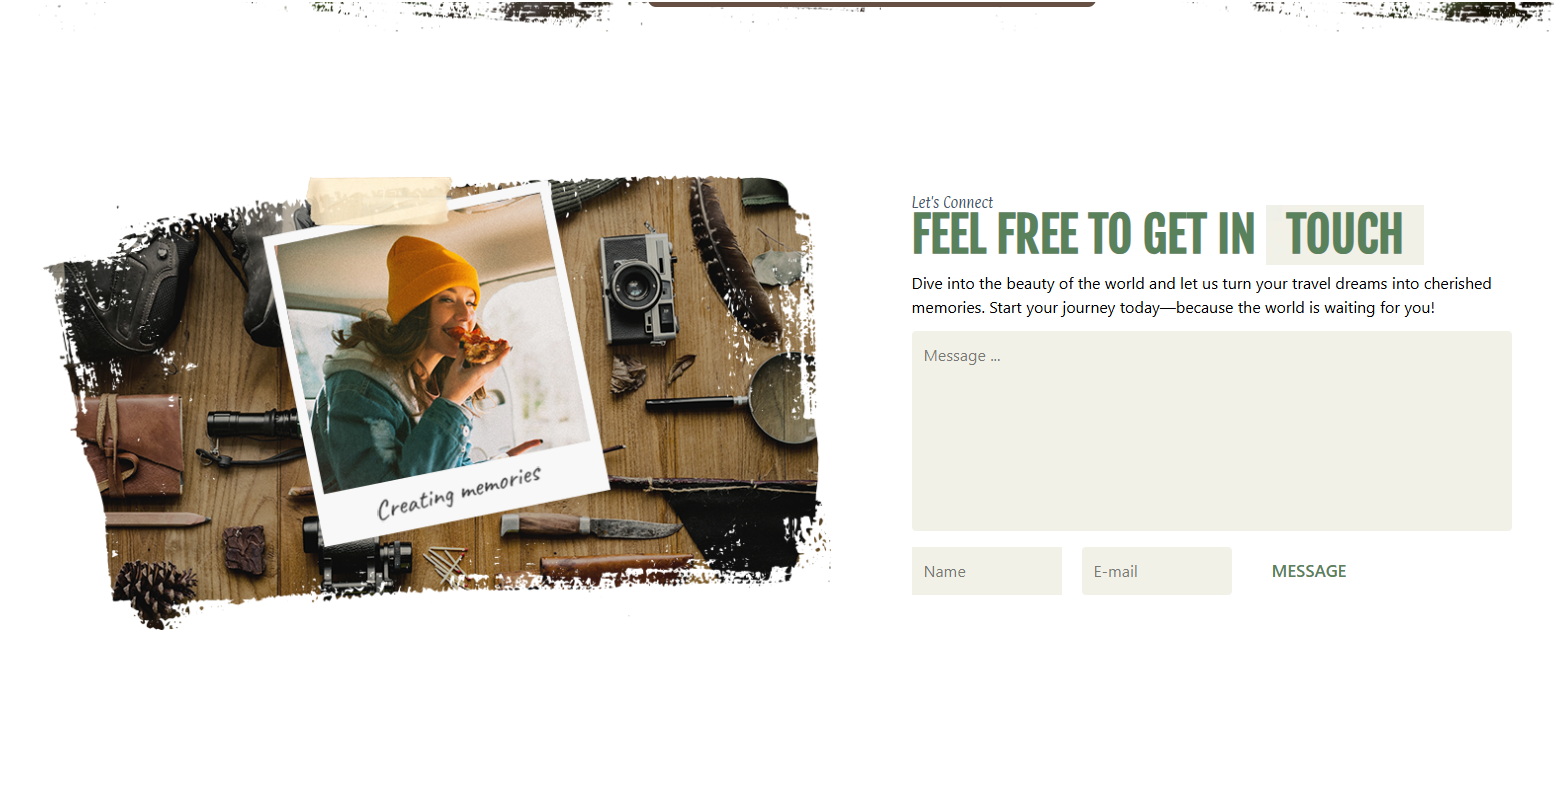 Creating memories
Let's Connect
FEEL FREE TO GET IN TOUCH
Dive into the beauty of the world and let us turn your travel dreams into cherished
memories. Start your journey today—because the world is waiting for you!
Message ...
Name
E-mail
MESSAGE